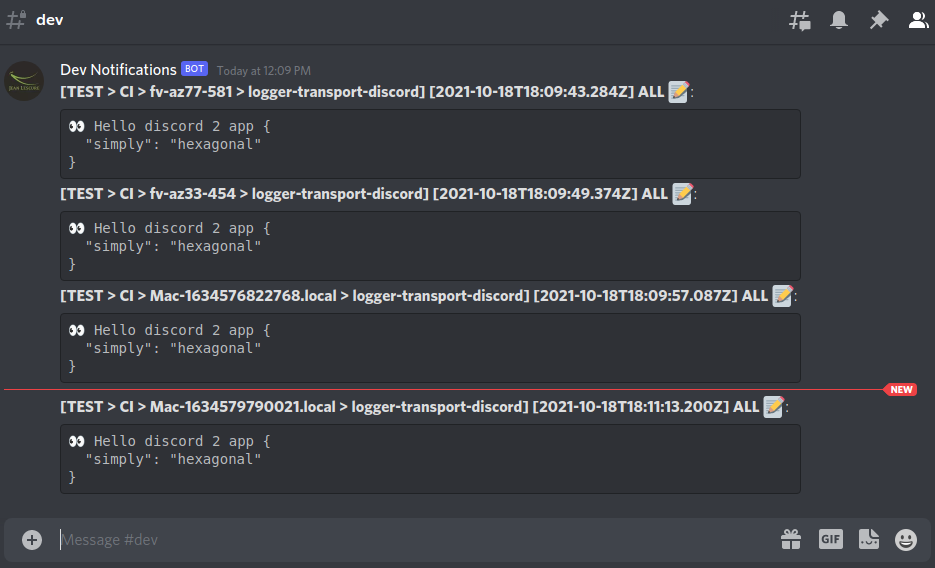 dev
Dev Notifications BOT Today at 12:09 PM
JEAN LESCURE
[TEST > CI > fv-az77-581 > logger-transport-discord] [2021-10-18T18:09:43.284Z] ALL 📝:
👀 Hello discord 2 app {
"simply": "hexagonal"
}
[TEST > CI > fv-az33-454 > logger-transport-discord] [2021-10-18T18:09:49.374Z] ALL 📝:
👀 Hello discord 2 app {
"simply": "hexagonal"
}
[TEST > CI > Mac-1634576822768.local > logger-transport-discord] [2021-10-18T18:09:57.087Z] ALL 📝:
👀 Hello discord 2 app {
"simply": "hexagonal"
}
NEW
[TEST > CI > Mac-1634579790021.local > logger-transport-discord] [2021-10-18T18:11:13.200Z] ALL 📝:
👀 Hello discord 2 app {
"simply": "hexagonal"
}
Message #dev
GIF